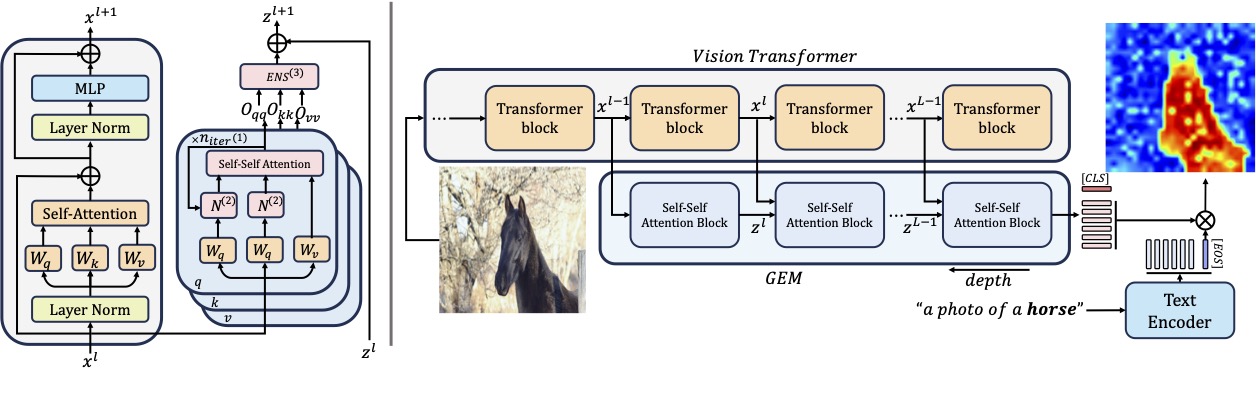 x^{l+1}
MLP
Layer Norm
Self-Attention
W_q W_k W_v
Layer Norm
x^l
z^{l+1}
ENS^{(3)}
O_{qq} O_{kk} O_{vv}
×n_{iter}^{(1)}
Self-Self Attention
N^{(2)} N^{(2)}
W_q W_q W_v
q
k
v
z^l
Vision Transformer
... Transformer block x^{l-1} Transformer block x^l Transformer block ... x^{L-1} Transformer block
Self-Self Attention Block z^l Self-Self Attention Block ... z^{L-1} Self-Self Attention Block
GEM
depth
[CLS]
[EOS]
"a photo of a horse"
Text
Encoder